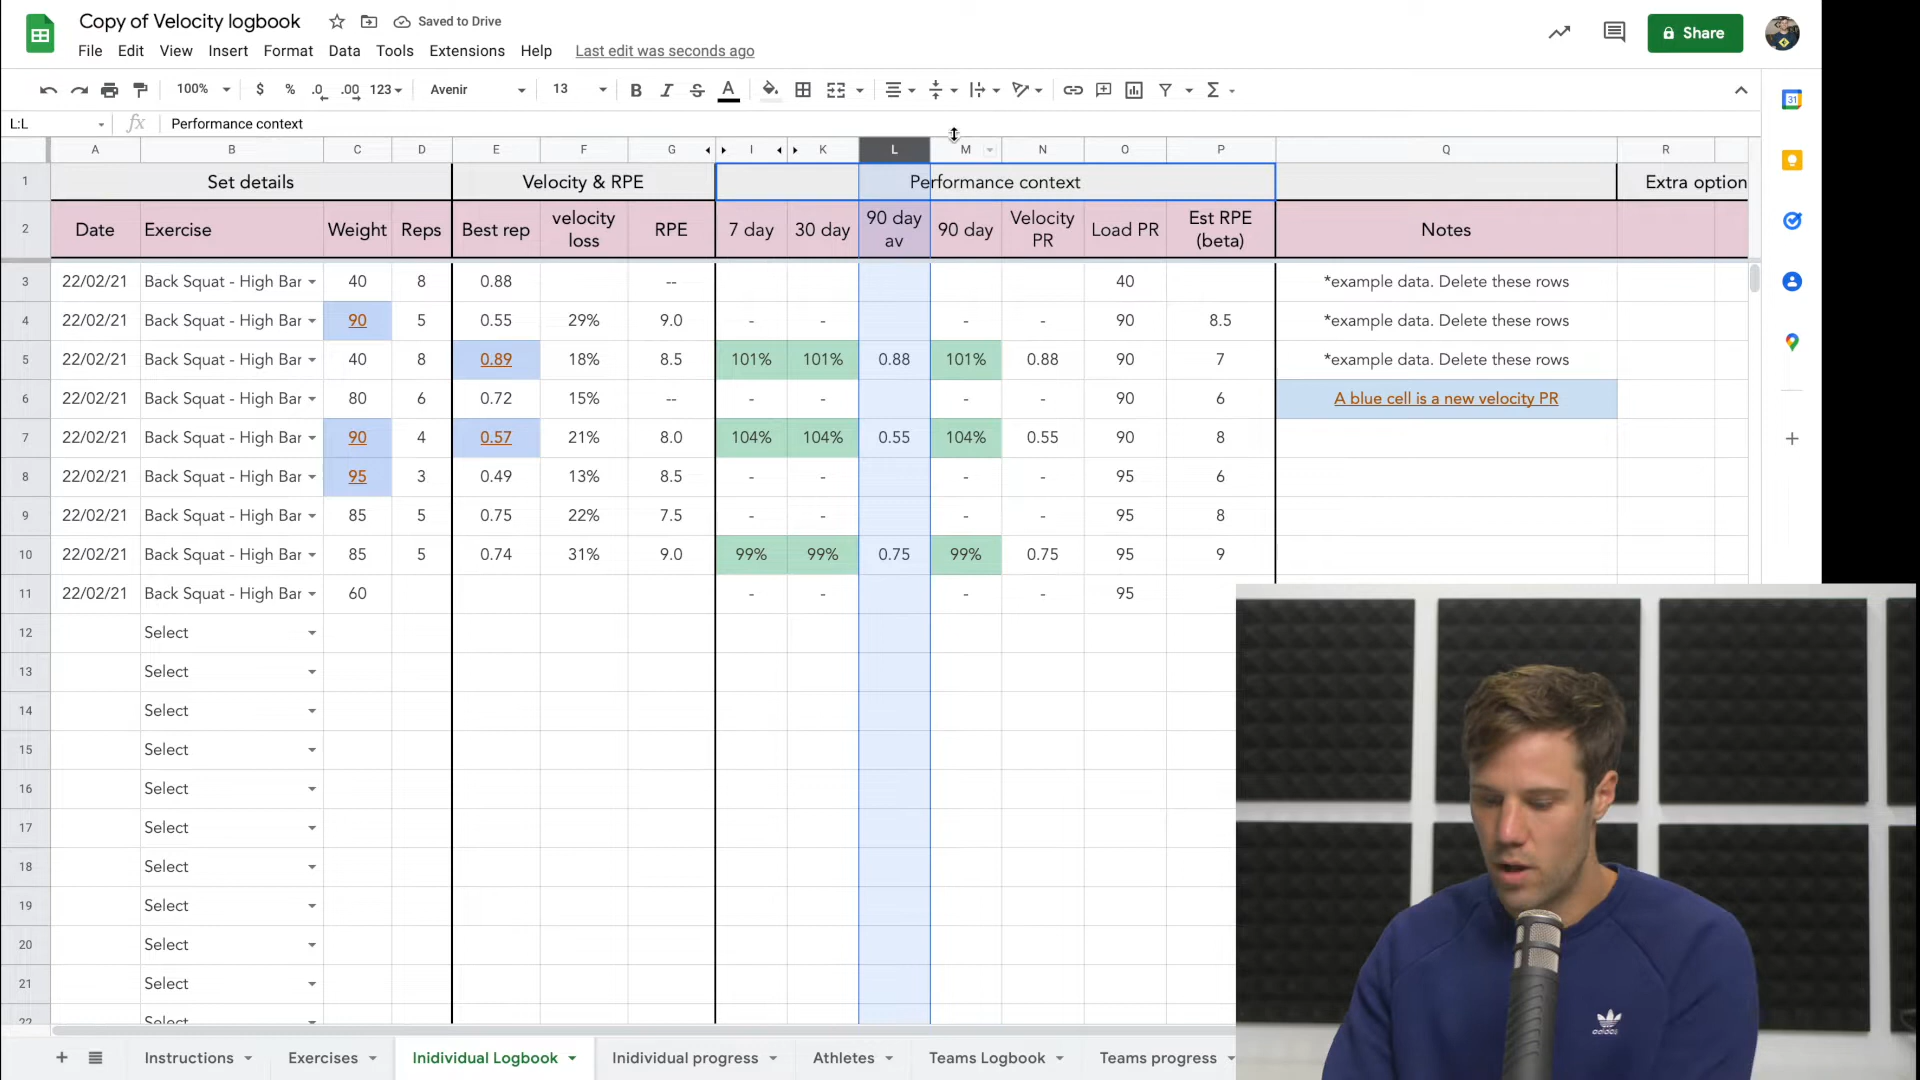 Copy of Velocity logbook Saved to Drive
File Edit View Insert Format Data Tools Extensions Help Last edit was seconds ago
Share
100% $ % .0 .00 123 Avenir 13 B I S A
31
L:L fx Performance context
A B C D E F G I K L M N O P Q R
1 Set details Velocity & RPE Performance context Extra option
2 Date Exercise Weight Reps Best rep velocity loss RPE 7 day 30 day 90 day av 90 day Velocity PR Load PR Est RPE (beta) Notes
3 22/02/21 Back Squat - High Bar 40 8 0.88 -- 40 *example data. Delete these rows
4 22/02/21 Back Squat - High Bar 90 5 0.55 29% 9.0 - - - - 90 8.5 *example data. Delete these rows
5 22/02/21 Back Squat - High Bar 40 8 0.89 18% 8.5 101% 101% 0.88 101% 0.88 90 7 *example data. Delete these rows
6 22/02/21 Back Squat - High Bar 80 6 0.72 15% -- - - - - 90 6 A blue cell is a new velocity PR
7 22/02/21 Back Squat - High Bar 90 4 0.57 21% 8.0 104% 104% 0.55 104% 0.55 90 8
8 22/02/21 Back Squat - High Bar 95 3 0.49 13% 8.5 - - - - 95 6
9 22/02/21 Back Squat - High Bar 85 5 0.75 22% 7.5 - - - - 95 8
10 22/02/21 Back Squat - High Bar 85 5 0.74 31% 9.0 99% 99% 0.75 99% 0.75 95 9
11 22/02/21 Back Squat - High Bar 60 - - - - 95
12 Select
13 Select
14 Select
15 Select
16 Select
17 Select
18 Select
19 Select
20 Select
21 Select
22 Select
Instructions Exercises Inidividual Logbook Inidividual progress Athletes Teams Logbook Teams progress
adidas